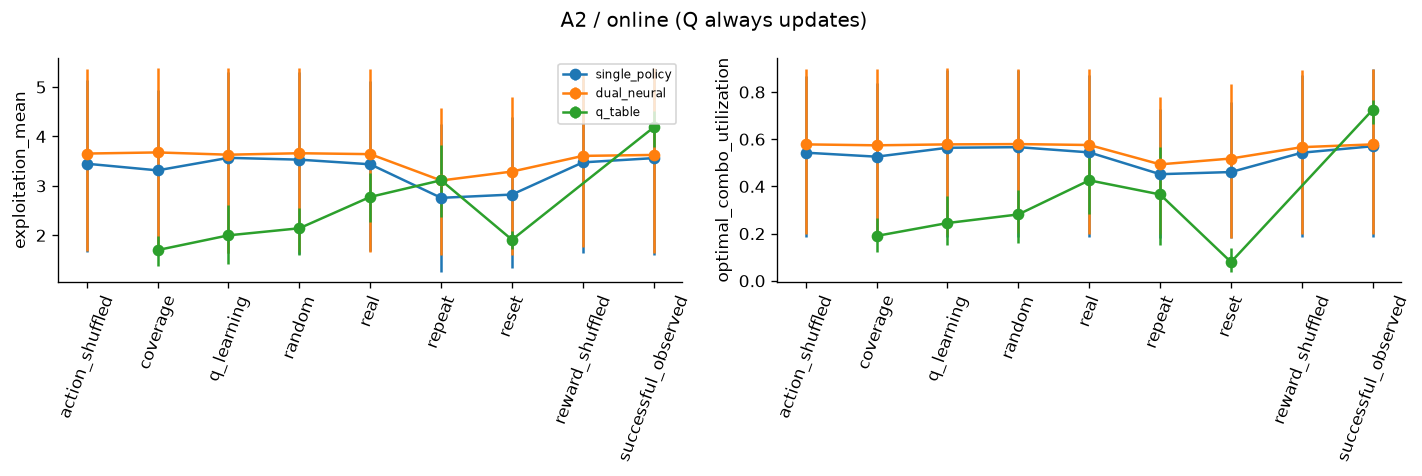 A2 / online (Q always updates)
exploitation_mean
5
4
3
2
single_policy
dual_neural
q_table
action_shuffled
coverage
q_learning
random
real
repeat
reset
reward_shuffled
successful_observed
optimal_combo_utilization
0.8
0.6
0.4
0.2
0.0
action_shuffled
coverage
q_learning
random
real
repeat
reset
reward_shuffled
successful_observed